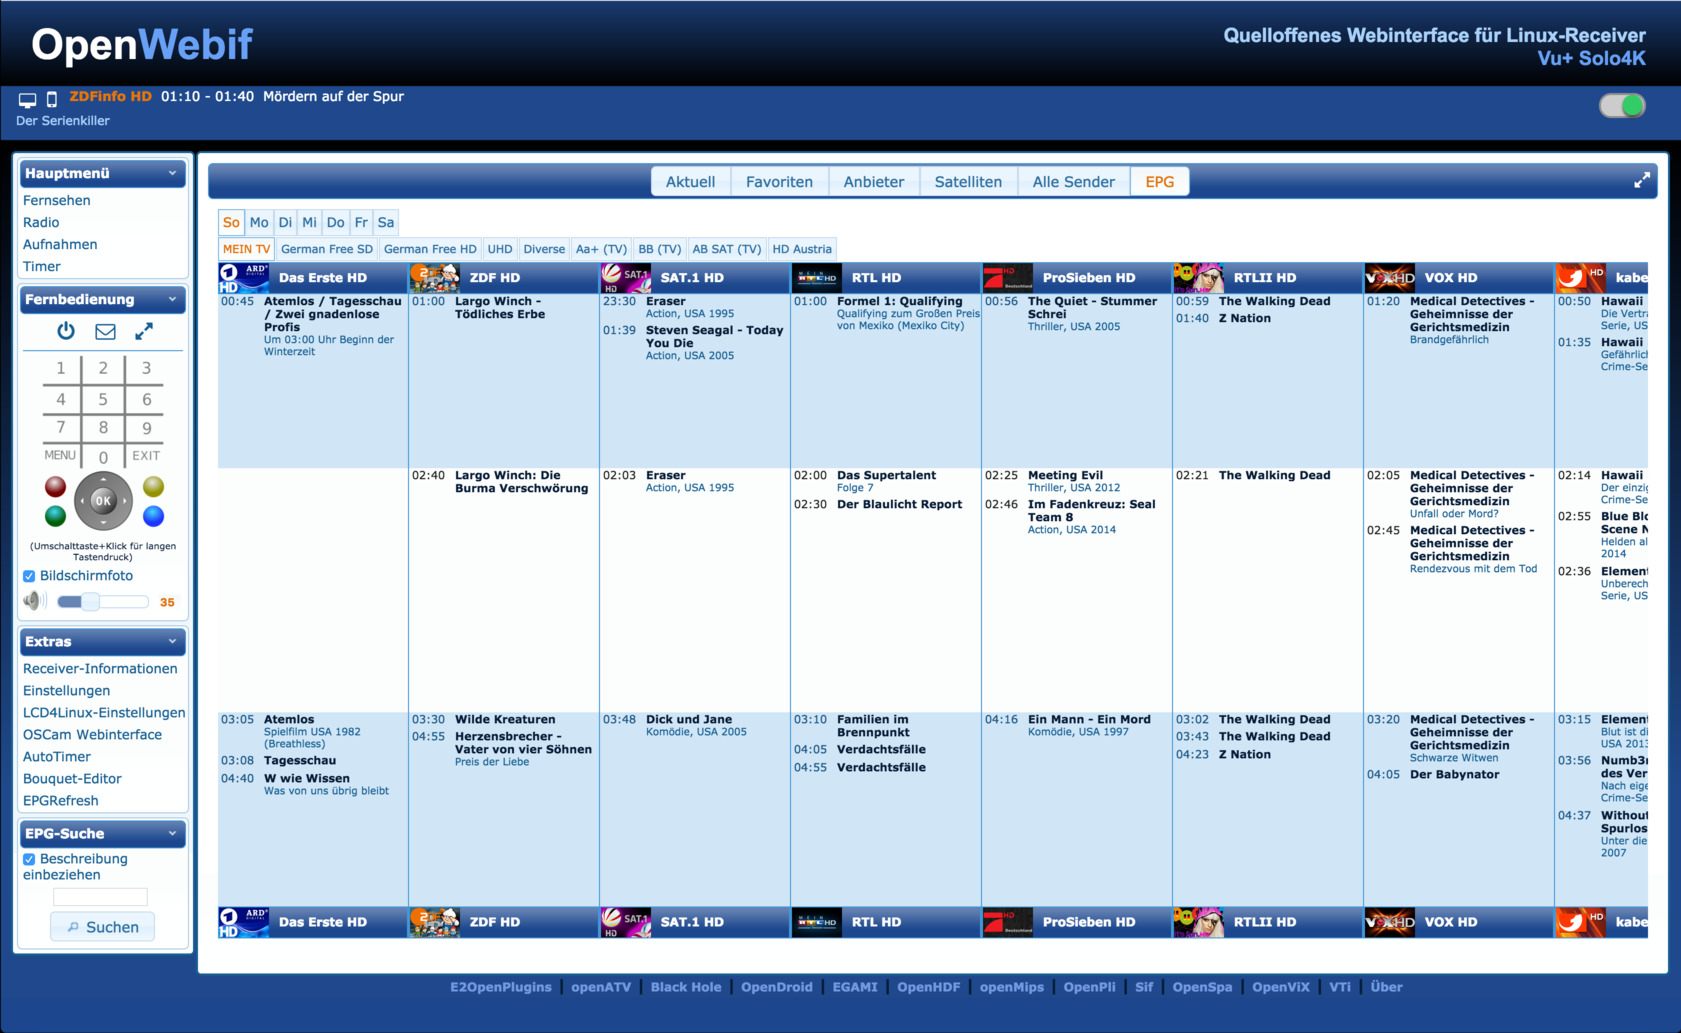 OpenWebif
Quelloffenes Webinterface für Linux-Receiver
Vu+ Solo4K
ZDFinfo HD 01:10 - 01:40 Mördern auf der Spur
Der Serienkiller
Hauptmenü
Fernsehen
Radio
Aufnahmen
Timer
Fernbedienung
1 2 3
4 5 6
7 8 9
MENU 0 EXIT
OK
(Umschalttaste+Klick für langen
Tastendruck)
Bildschirmfoto
35
Extras
Receiver-Informationen
Einstellungen
LCD4Linux-Einstellungen
OSCam Webinterface
AutoTimer
Bouquet-Editor
EPGRefresh
EPG-Suche
Beschreibung
einbeziehen
Suchen
Aktuell Favoriten Anbieter Satelliten Alle Sender EPG
So Mo Di Mi Do Fr Sa
MEIN TV German Free SD German Free HD UHD Diverse Aa+ (TV) BB (TV) AB SAT (TV) HD Austria
Das Erste HD ZDF HD SAT.1 HD RTL HD ProSieben HD RTLII HD VOX HD kabe
00:45 Atemlos / Tagesschau
/ Zwei gnadenlose
Profis
Um 03:00 Uhr Beginn der
Winterzeit
01:00 Largo Winch -
Tödliches Erbe
23:30 Eraser
Action, USA 1995
01:39 Steven Seagal - Today
You Die
Action, USA 2005
01:00 Formel 1: Qualifying
Qualifying zum Großen Preis
von Mexiko (Mexiko City)
00:56 The Quiet - Stummer
Schrei
Thriller, USA 2005
00:59 The Walking Dead
01:40 Z Nation
01:20 Medical Detectives -
Geheimnisse der
Gerichtsmedizin
Brandgefährlich
00:50 Hawaii
Die Vertra
Serie, US
01:35 Hawaii
Gefährlich
Crime-Se
02:40 Largo Winch: Die
Burma Verschwörung
02:03 Eraser
Action, USA 1995
02:00 Das Supertalent
Folge 7
02:30 Der Blaulicht Report
02:25 Meeting Evil
Thriller, USA 2012
02:46 Im Fadenkreuz: Seal
Team 8
Action, USA 2014
02:21 The Walking Dead
02:05 Medical Detectives -
Geheimnisse der
Gerichtsmedizin
Unfall oder Mord?
02:45 Medical Detectives -
Geheimnisse der
Gerichtsmedizin
Rendezvous mit dem Tod
02:14 Hawaii
Der einzig
Crime-Se
02:55 Blue Blo
Scene N
Helden al
2014
02:36 Element
Unberech
Serie, US
03:05 Atemlos
Spielfilm USA 1982
(Breathless)
03:08 Tagesschau
04:40 W wie Wissen
Was von uns übrig bleibt
03:30 Wilde Kreaturen
04:55 Herzensbrecher -
Vater von vier Söhnen
Preis der Liebe
03:48 Dick und Jane
Komödie, USA 2005
03:10 Familien im
Brennpunkt
04:05 Verdachtsfälle
04:55 Verdachtsfälle
04:16 Ein Mann - Ein Mord
Komödie, USA 1997
03:02 The Walking Dead
03:43 The Walking Dead
04:23 Z Nation
03:20 Medical Detectives -
Geheimnisse der
Gerichtsmedizin
Schwarze Witwen
04:05 Der Babynator
03:15 Element
Blut ist di
USA 2013
03:56 Numb3r
des Ver
Nach eige
Crime-Se
04:37 Without
Spurlos
Unter die
2007
Das Erste HD ZDF HD SAT.1 HD RTL HD ProSieben HD RTLII HD VOX HD kabe
E2OpenPlugins | openATV | Black Hole | OpenDroid | EGAMI | OpenHDF | openMips | OpenPli | Sif | OpenSpa | OpenViX | VTi | Über